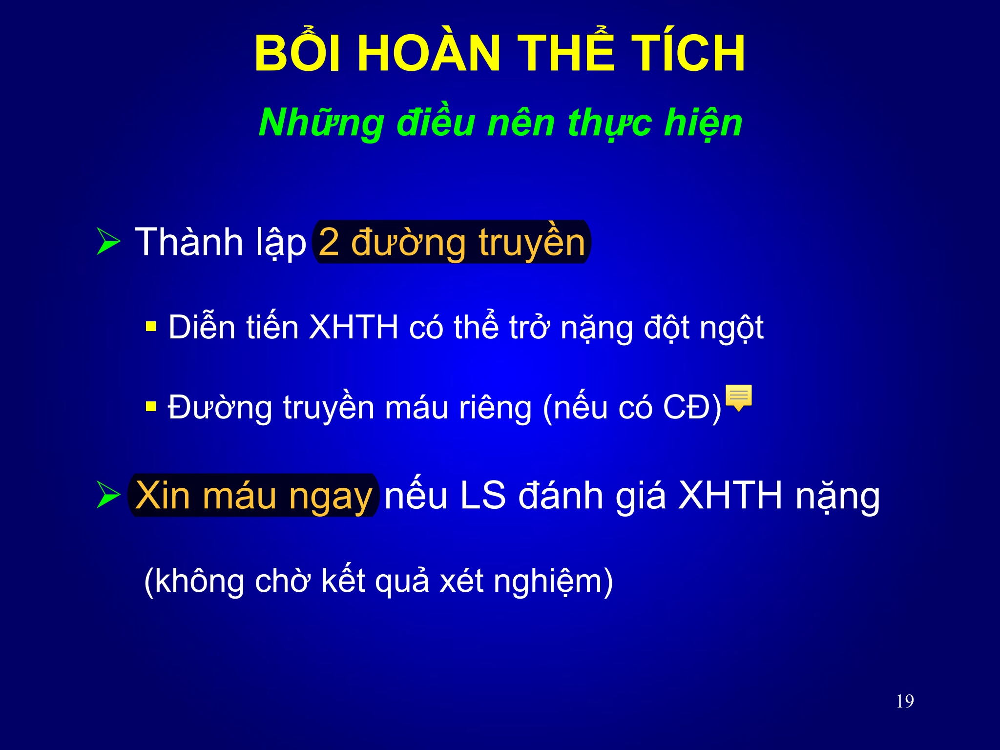 BỔI HOÀN THỂ TÍCH
Những điều nên thực hiện
Thành lập 2 đường truyền
Diễn tiến XHTH có thể trở nặng đột ngột
Đường truyền máu riêng (nếu có CĐ)
Xin máu ngay nếu LS đánh giá XHTH nặng
(không chờ kết quả xét nghiệm)
19